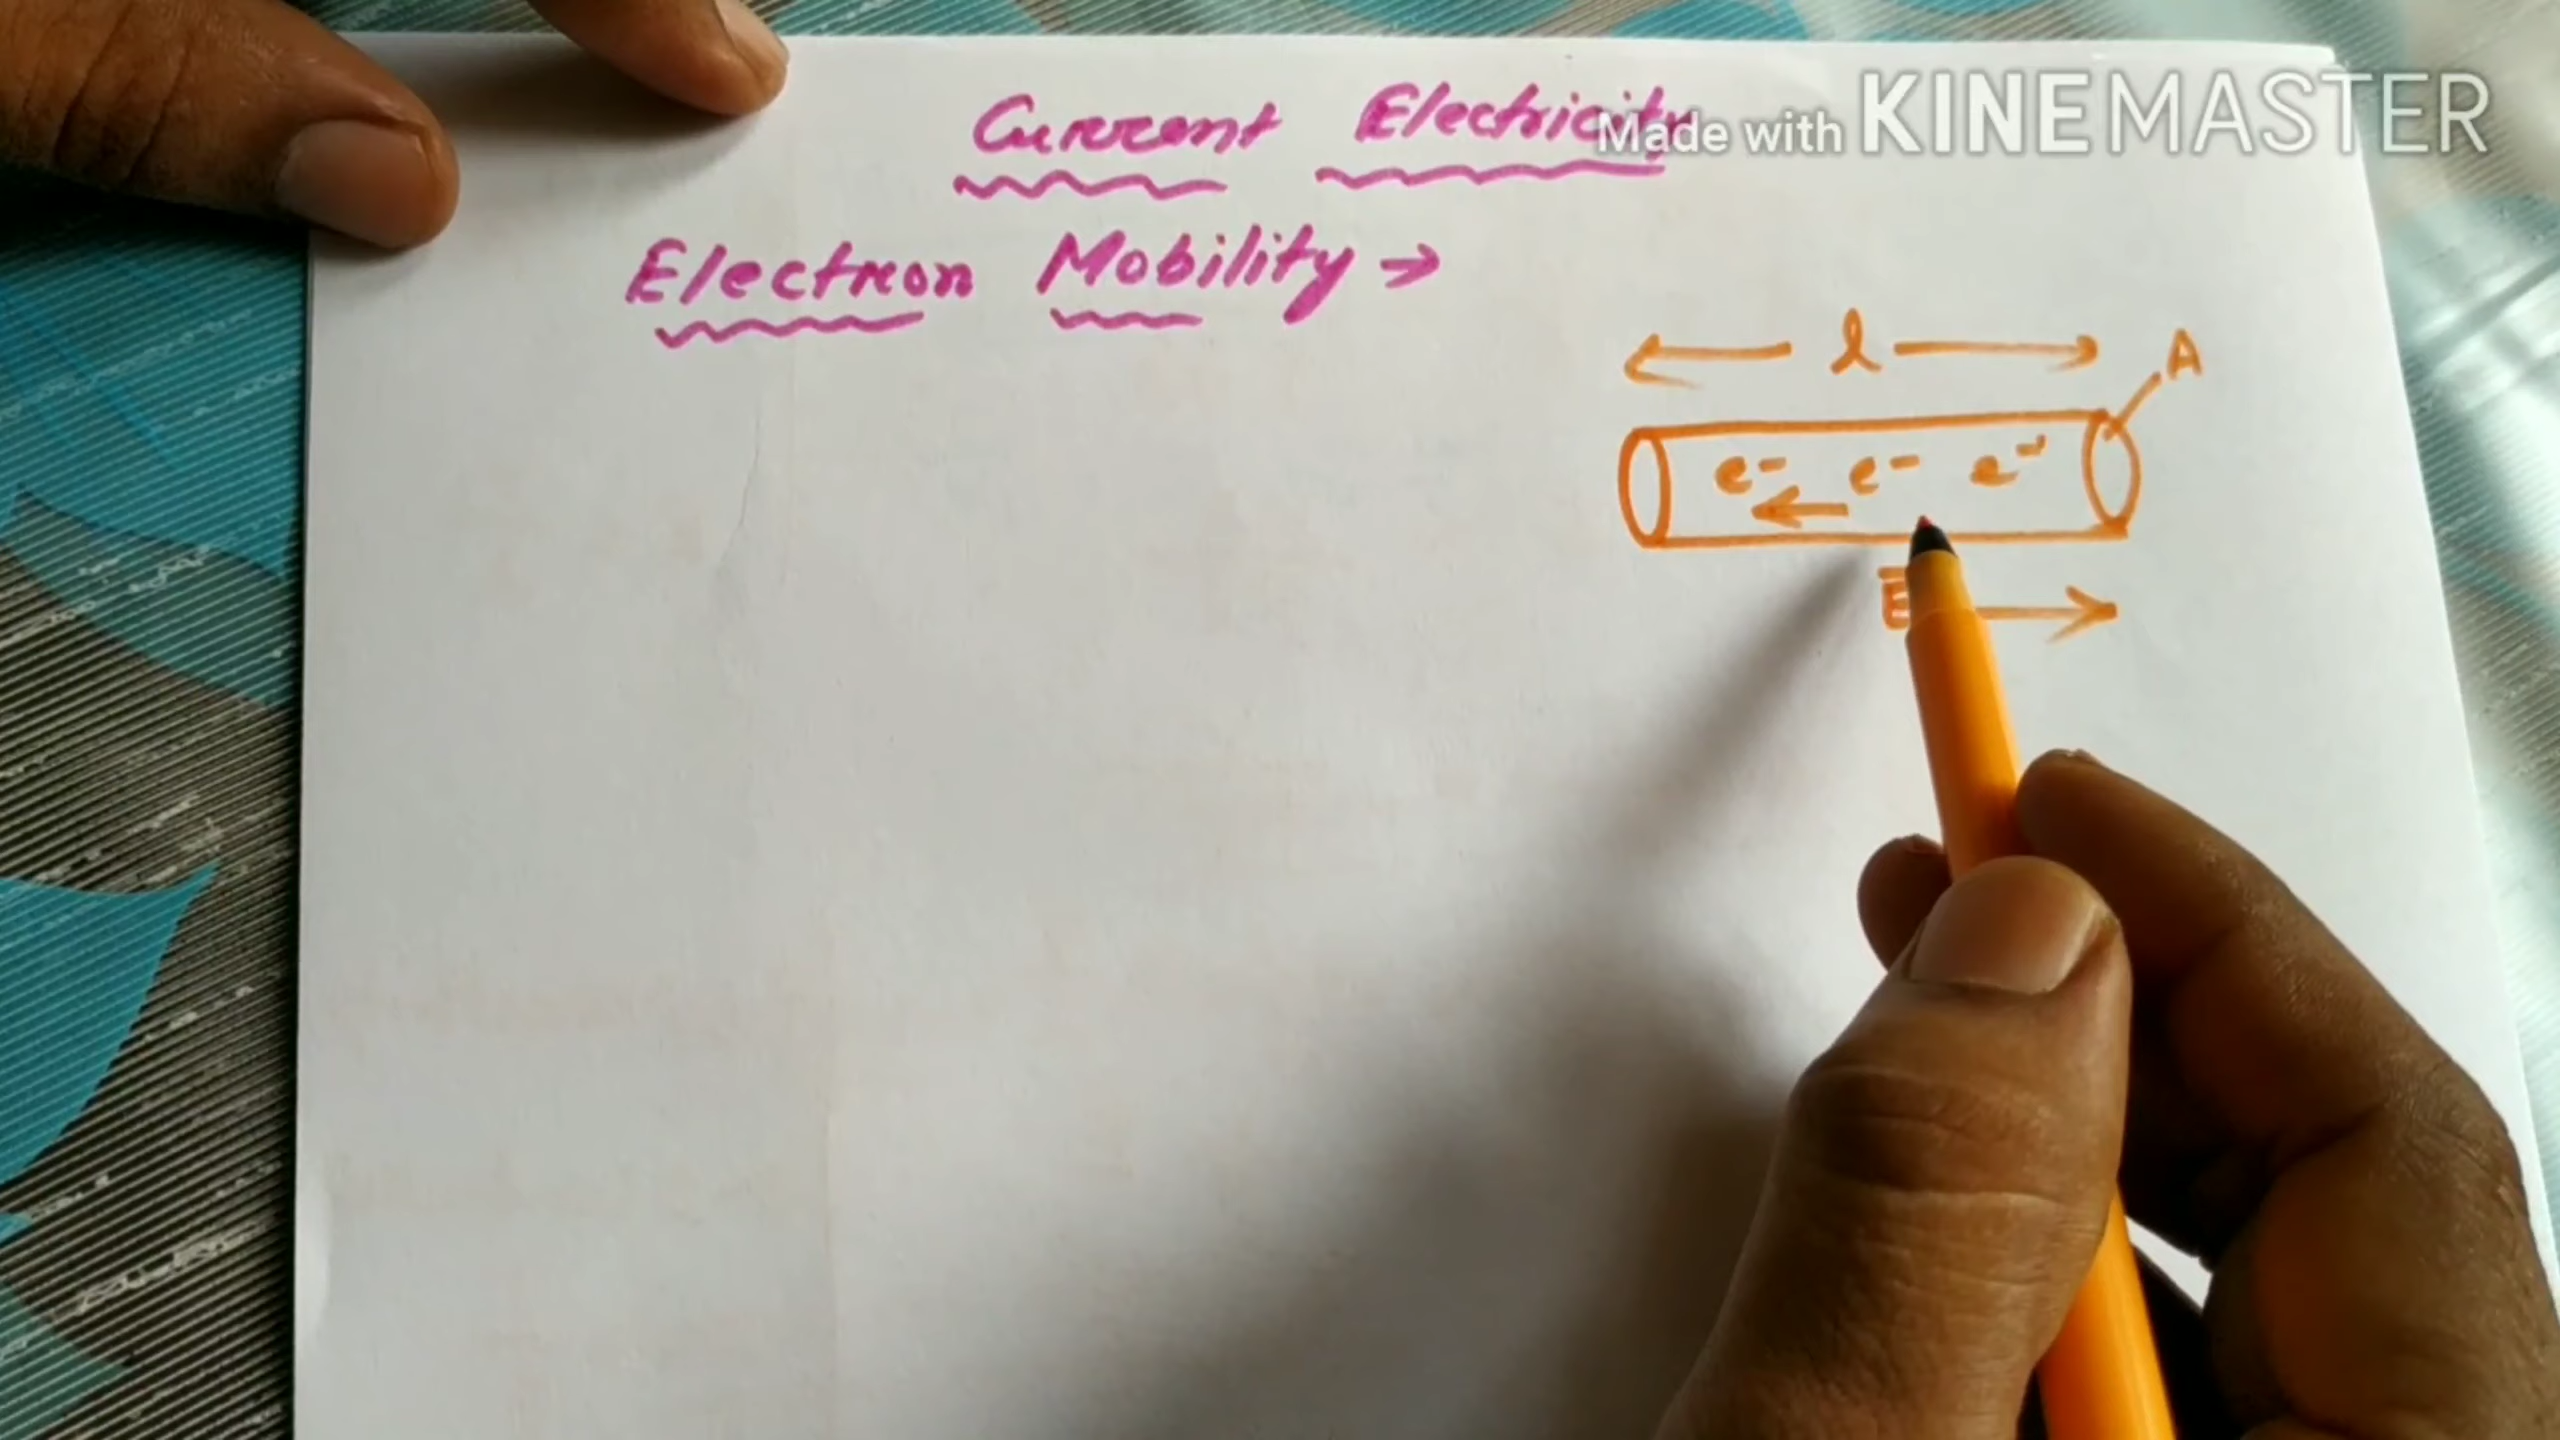 Current Electricity
Made with KINEMASTER
Electron Mobility →
l
A
e- e- e-
E